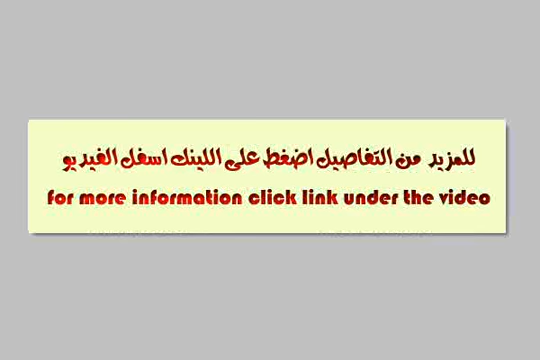 للمزيد من التفاصيل اضغط على اللينك اسفل الفيديو
for more information click link under the video